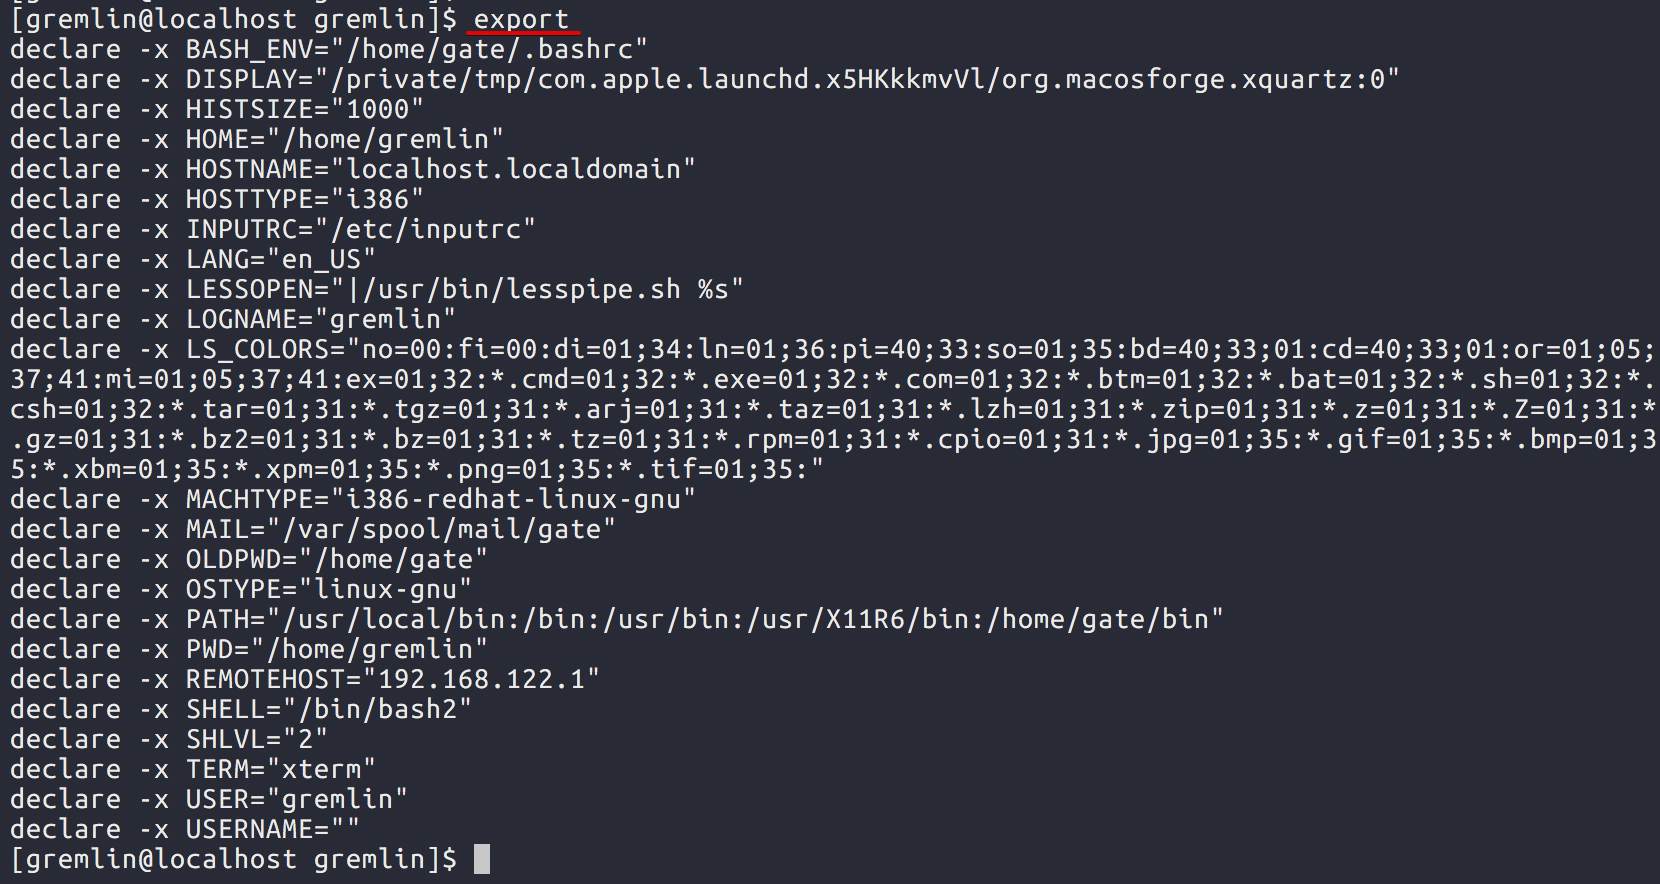 [gremlin@localhost gremlin]$ export
declare -x BASH_ENV="/home/gate/.bashrc"
declare -x DISPLAY="/private/tmp/com.apple.launchd.x5HKkkmvVl/org.macosforge.xquartz:0"
declare -x HISTSIZE="1000"
declare -x HOME="/home/gremlin"
declare -x HOSTNAME="localhost.localdomain"
declare -x HOSTTYPE="i386"
declare -x INPUTRC="/etc/inputrc"
declare -x LANG="en_US"
declare -x LESSOPEN="|/usr/bin/lesspipe.sh %s"
declare -x LOGNAME="gremlin"
declare -x LS_COLORS="no=00:fi=00:di=01;34:ln=01;36:pi=40;33:so=01;35:bd=40;33;01:cd=40;33;01:or=01;05;
37;41:mi=01;05;37;41:ex=01;32:*.cmd=01;32:*.exe=01;32:*.com=01;32:*.btm=01;32:*.bat=01;32:*.sh=01;32:*.
csh=01;32:*.tar=01;31:*.tgz=01;31:*.arj=01;31:*.taz=01;31:*.lzh=01;31:*.zip=01;31:*.z=01;31:*.Z=01;31:*
.gz=01;31:*.bz2=01;31:*.bz=01;31:*.tz=01;31:*.rpm=01;31:*.cpio=01;31:*.jpg=01;35:*.gif=01;35:*.bmp=01;3
5:*.xbm=01;35:*.xpm=01;35:*.png=01;35:*.tif=01;35:"
declare -x MACHTYPE="i386-redhat-linux-gnu"
declare -x MAIL="/var/spool/mail/gate"
declare -x OLDPWD="/home/gate"
declare -x OSTYPE="linux-gnu"
declare -x PATH="/usr/local/bin:/bin:/usr/bin:/usr/X11R6/bin:/home/gate/bin"
declare -x PWD="/home/gremlin"
declare -x REMOTEHOST="192.168.122.1"
declare -x SHELL="/bin/bash2"
declare -x SHLVL="2"
declare -x TERM="xterm"
declare -x USER="gremlin"
declare -x USERNAME=""
[gremlin@localhost gremlin]$